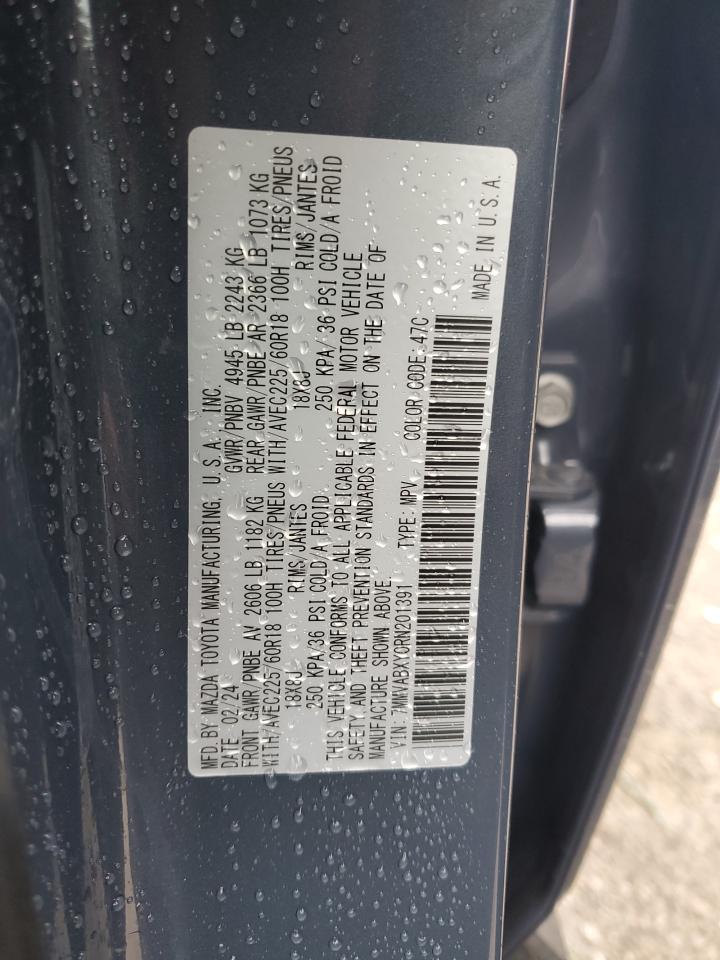 MFD. BY MAZDA TOYOTA MANUFACTURING, U.S.A. INC.
DATE 02/24 GVWR/PNBV 4945 LB 2243 KG
FRONT GAWR/PNBE AV 2606 LB 1182 KG REAR GAWR/PNBE AR 2366 LB 1073 KG
WITH/AVEC225/60R18 100H TIRES/PNEUS WITH/AVEC225/60R18 100H TIRES/PNEUS
18X8J RIMS/JANTES 18X8J RIMS/JANTES
250 KPA/36 PSI COLD/A FROID 250 KPA/36 PSI COLD/A FROID
THIS VEHICLE CONFORMS TO ALL APPLICABLE FEDERAL MOTOR VEHICLE
SAFETY AND THEFT PREVENTION STANDARDS IN EFFECT ON THE DATE OF
MANUFACTURE SHOWN ABOVE.
VIN: 7MMVABXY0RN201391 TYPE: MPV COLOR CODE: 47C
MADE IN U.S.A.